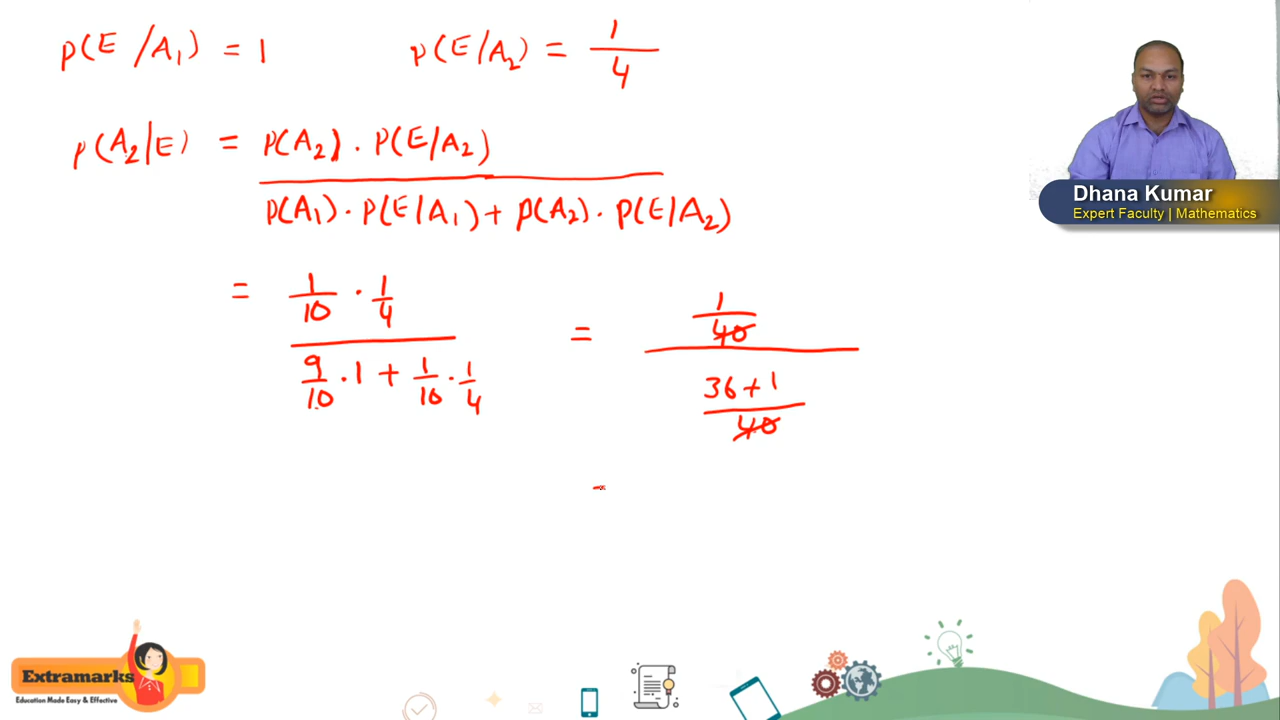 P(E/A₁) = 1    P(E/A₂) = 1/4
P(A₂|E) = P(A₂) . P(E/A₂)
P(A₁) . P(E/A₁) + P(A₂) . P(E/A₂)
= 1/10 . 1/4
9/10 . 1 + 1/10 . 1/4
= 1/40
36+1/40
Dhana Kumar
Expert Faculty | Mathematics
Extramarks
Education Made Easy & Effective